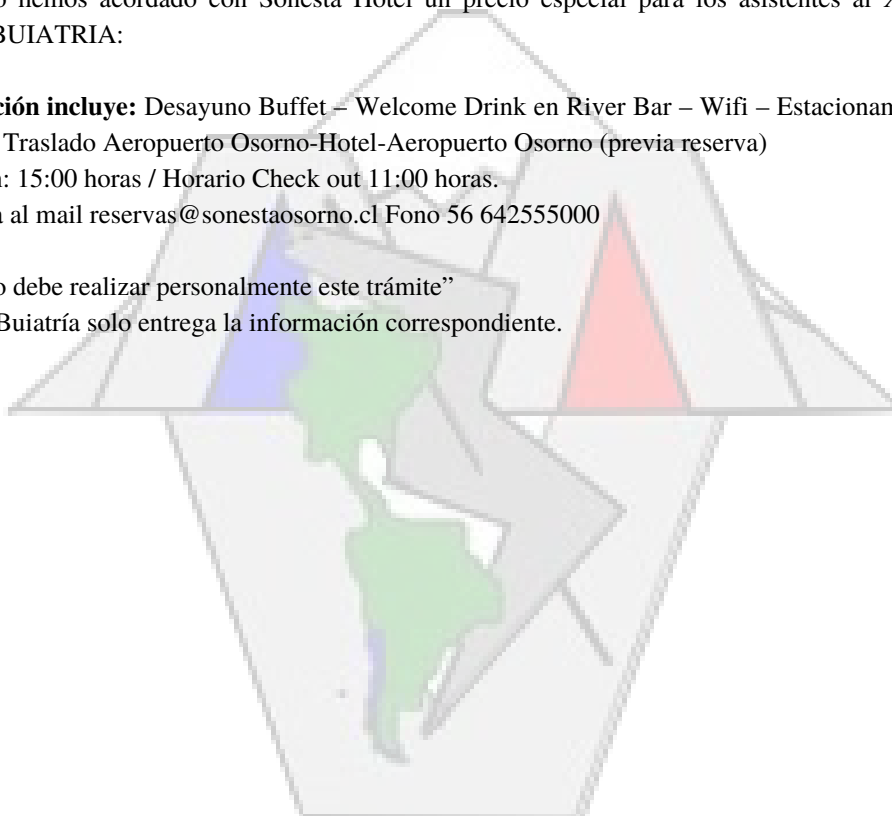 hemos acordado con Sonesta Hotel un precio especial para los asistentes al
BUIATRIA:
ción incluye: Desayuno Buffet – Welcome Drink en River Bar – Wifi – Estacionam
Traslado Aeropuerto Osorno-Hotel-Aeropuerto Osorno (previa reserva)
n: 15:00 horas / Horario Check out 11:00 horas.
a al mail reservas@sonestaosorno.cl Fono 56 642555000
o debe realizar personalmente este trámite”
Buiatría solo entrega la información correspondiente.